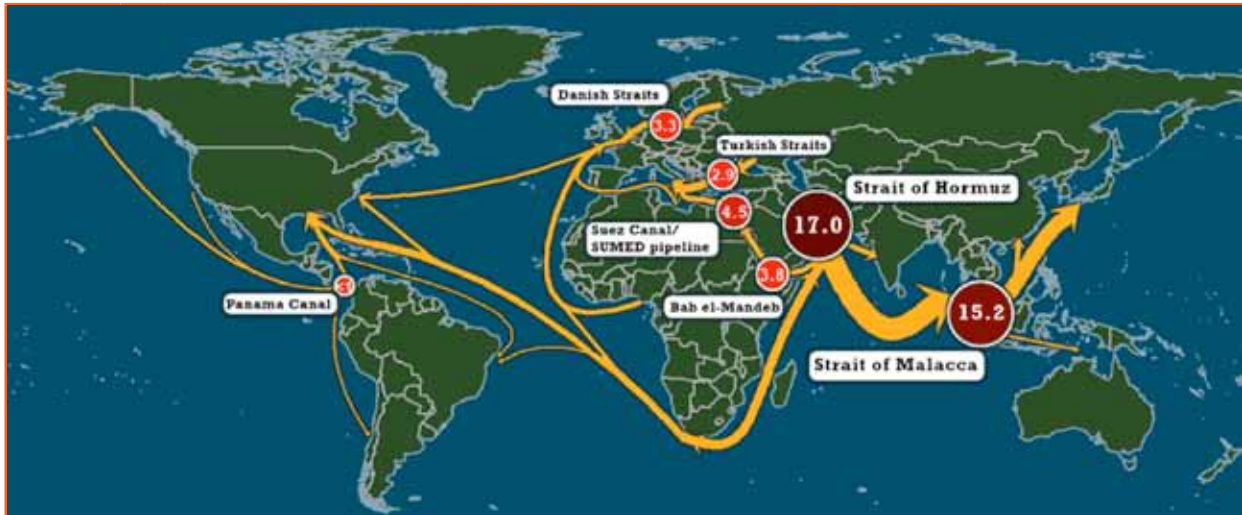 Danish Straits
3.3
Turkish Straits
2.9
Strait of Hormuz
17.0
4.5
Suez Canal/
SUMED pipeline
3.8
Bab el-Mandeb
Panama Canal
15.2
Strait of Malacca